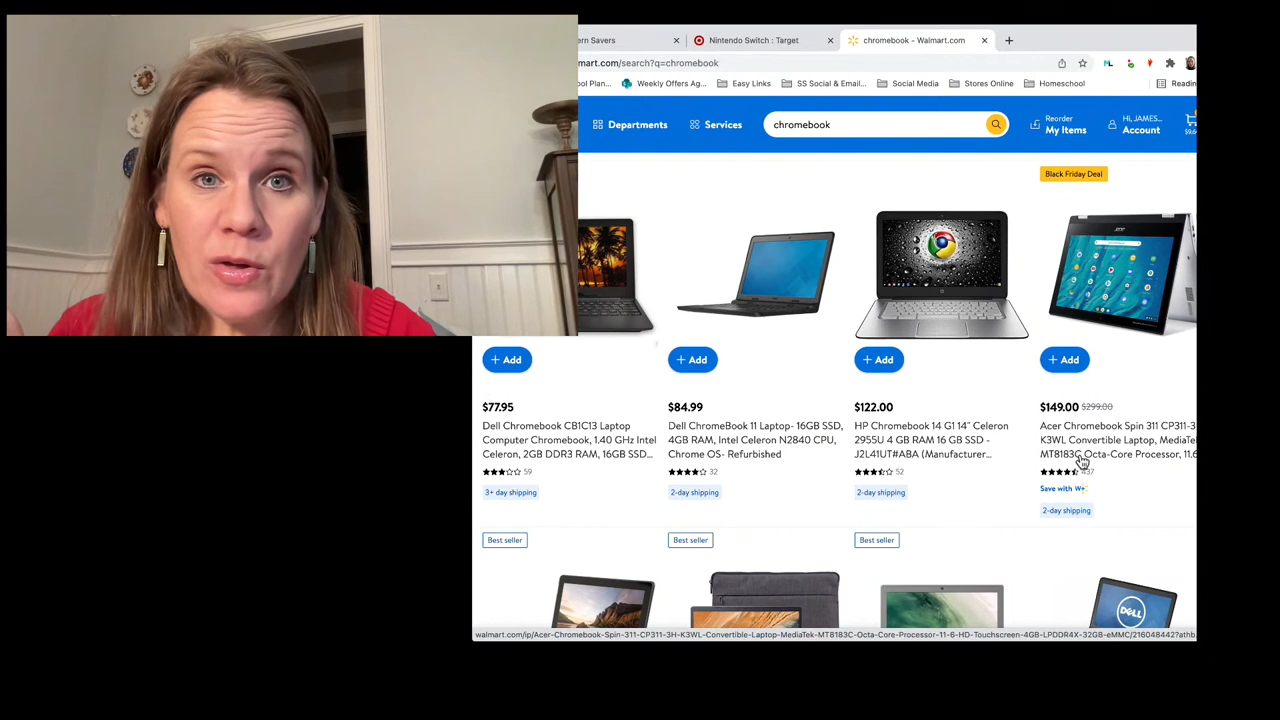 ern Savers
Nintendo Switch : Target
chromebook - Walmart.com
mart.com/search?q=chromebook
ool Plan...
Weekly Offers Ag...
Easy Links
SS Social & Email...
Social Media
Stores Online
Homeschool
Readin
Departments
Services
chromebook
Reorder
My Items
Hi, JAMES...
Account
Black Friday Deal
acer
+ Add
+ Add
+ Add
+ Add
$77.95
Dell Chromebook CB1C13 Laptop
Computer Chromebook, 1.40 GHz Intel
Celeron, 2GB DDR3 RAM, 16GB SSD...
59
3+ day shipping
$84.99
Dell ChromeBook 11 Laptop- 16GB SSD,
4GB RAM, Intel Celeron N2840 CPU,
Chrome OS- Refurbished
32
2-day shipping
$122.00
HP Chromebook 14 G1 14" Celeron
2955U 4 GB RAM 16 GB SSD -
J2L41UT#ABA (Manufacturer...
52
2-day shipping
$149.00 $299.00
Acer Chromebook Spin 311 CP311-3
K3WL Convertible Laptop, MediaTe
MT8183C Octa-Core Processor, 11.6
437
Save with W+
2-day shipping
Best seller
Best seller
Best seller
DELL
walmart.com/ip/Acer-Chromebook-Spin-311-CP311-3H-K3WL-Convertible-Laptop-MediaTek-MT8183C-Octa-Core-Processor-11-6-HD-Touchscreen-4GB-LPDDR4X-32GB-eMMC/216048442?athb